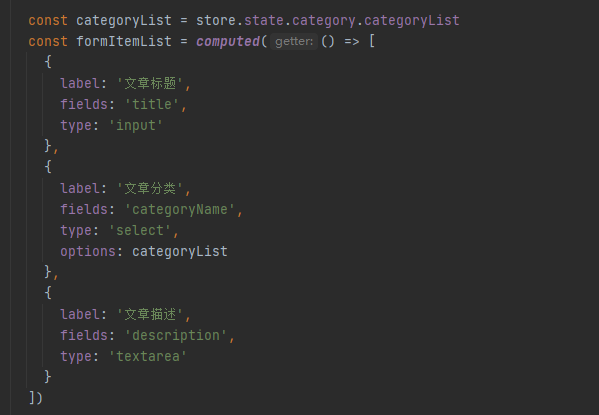 const categoryList = store.state.category.categoryList
const formItemList = computed( getter: () => [
{
label: '文章标题',
fields: 'title',
type: 'input'
},
{
label: '文章分类',
fields: 'categoryName',
type: 'select',
options: categoryList
},
{
label: '文章描述',
fields: 'description',
type: 'textarea'
}
])